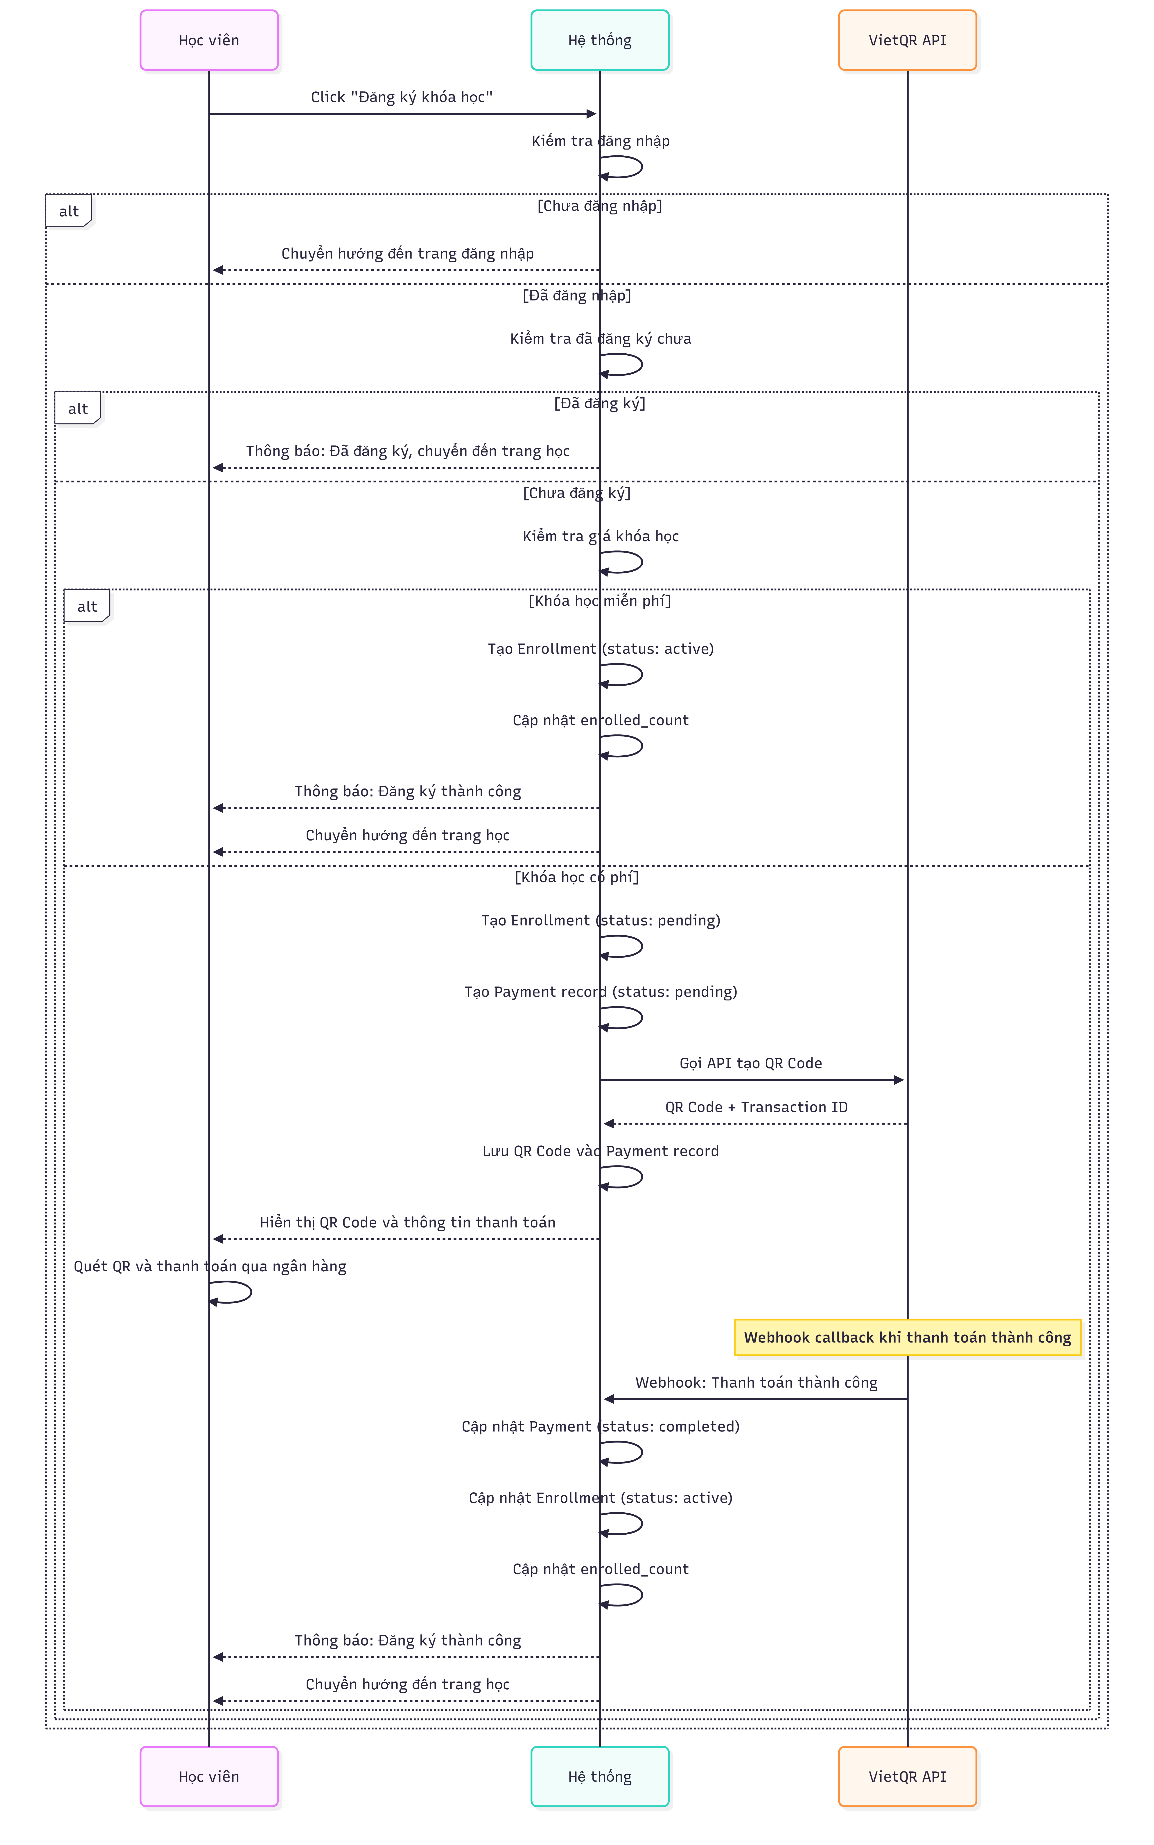 Học viên
Hệ thống
VietQR API
Click "Đăng ký khóa học"
Kiểm tra đăng nhập
alt
[Chưa đăng nhập]
Chuyển hướng đến trang đăng nhập
[Đã đăng nhập]
Kiểm tra đã đăng ký chưa
alt
[Đã đăng ký]
Thông báo: Đã đăng ký, chuyển đến trang học
[Chưa đăng ký]
Kiểm tra giá khóa học
alt
[Khóa học miễn phí]
Tạo Enrollment (status: active)
Cập nhật enrolled_count
Thông báo: Đăng ký thành công
Chuyển hướng đến trang học
[Khóa học có phí]
Tạo Enrollment (status: pending)
Tạo Payment record (status: pending)
Gọi API tạo QR Code
QR Code + Transaction ID
Lưu QR Code vào Payment record
Hiển thị QR Code và thông tin thanh toán
Quét QR và thanh toán qua ngân hàng
Webhook callback khi thanh toán thành công
Webhook: Thanh toán thành công
Cập nhật Payment (status: completed)
Cập nhật Enrollment (status: active)
Cập nhật enrolled_count
Thông báo: Đăng ký thành công
Chuyển hướng đến trang học
Học viên
Hệ thống
VietQR API